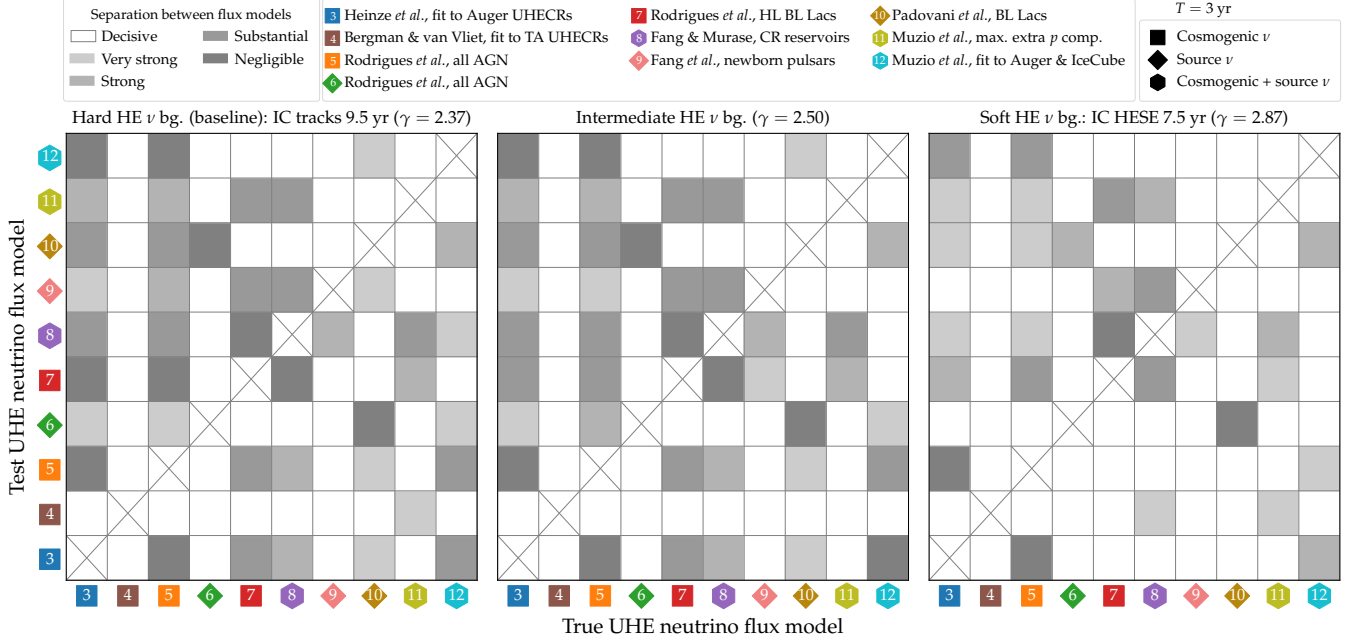 Separation between flux models
Decisive
Substantial
Very strong
Negligible
Strong
3 Heinze et al., fit to Auger UHECRs
4 Bergman & van Vliet, fit to TA UHECRs
5 Rodrigues et al., all AGN
6 Rodrigues et al., all AGN
7 Rodrigues et al., HL BL Lacs
8 Fang & Murase, CR reservoirs
9 Fang et al., newborn pulsars
10 Padovani et al., BL Lacs
11 Muzio et al., max. extra p comp.
12 Muzio et al., fit to Auger & IceCube
T = 3 yr
Cosmogenic ν
Source ν
Cosmogenic + source ν
Hard HE ν bg. (baseline): IC tracks 9.5 yr (γ = 2.37)
Intermediate HE ν bg. (γ = 2.50)
Soft HE ν bg.: IC HESE 7.5 yr (γ = 2.87)
Test UHE neutrino flux model
12
11
10
9
8
7
6
5
4
3
3 4 5 6 7 8 9 10 11 12
3 4 5 6 7 8 9 10 11 12
3 4 5 6 7 8 9 10 11 12
True UHE neutrino flux model